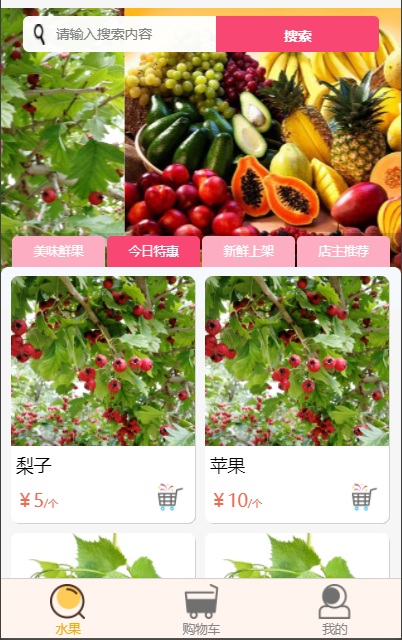 请输入搜索内容 搜索
美味鲜果 今日特惠 新鲜上架 店主推荐
梨子 苹果
￥5/个 ￥10/个
水果 购物车 我的